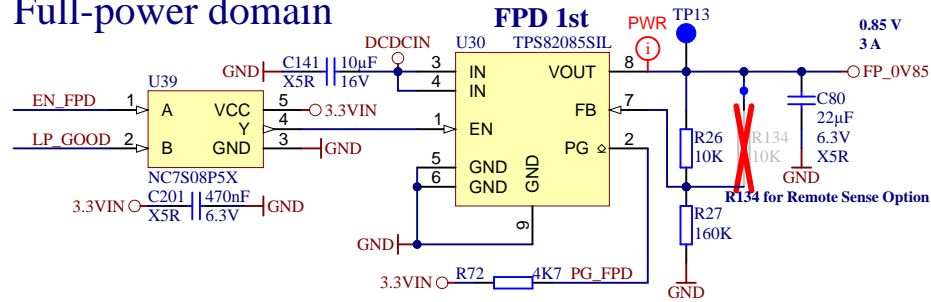 Full-power domain
FPD 1st
TP13
PWR
i
0.85 V
3 A
DCDCIN
U30
TPS82085SIL
GND
C141
10µF
X5R
16V
3
4
IN
IN
VOUT
8
FP_0V85
U39
EN_FPD
1
A
VCC
5
3.3VIN
Y
4
1
EN
FB
7
C80
22µF
6.3V
X5R
GND
LP_GOOD
2
B
GND
3
GND
PG
2
R26
10K
R134
10K
NC7S08P5X
5
6
GND
GND
GND
R134 for Remote Sense Option
3.3VIN
C201
470nF
X5R
6.3V
GND
R27
160K
9
GND
3.3VIN
R72
4K7
PG_FPD
GND